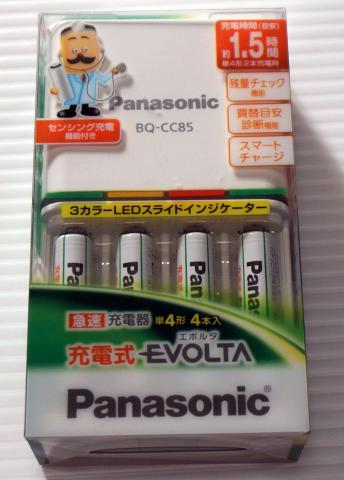 充電時間(目安)
約1.5時間
単4形2本充電時
残量チェック
機能
買替目安
診断機能
スマート
チャージ
Panasonic
BQ-CC85
センシング充電
機能付き
3カラーLEDスライドインジケーター
急速 充電器 単4形 4本入
エボルタ
充電式EVOLTA
Panasonic®